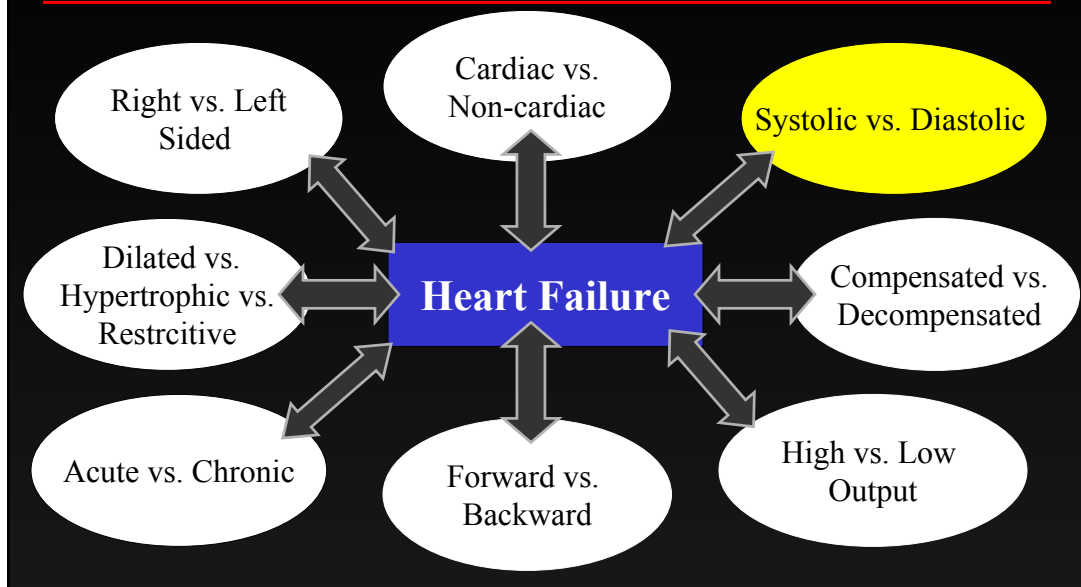 Right vs. Left
Sided
Cardiac vs.
Non-cardiac
Systolic vs. Diastolic
Dilated vs.
Hypertrophic vs.
Restrcitive
Heart Failure
Compensated vs.
Decompensated
Acute vs. Chronic
Forward vs.
Backward
High vs. Low
Output